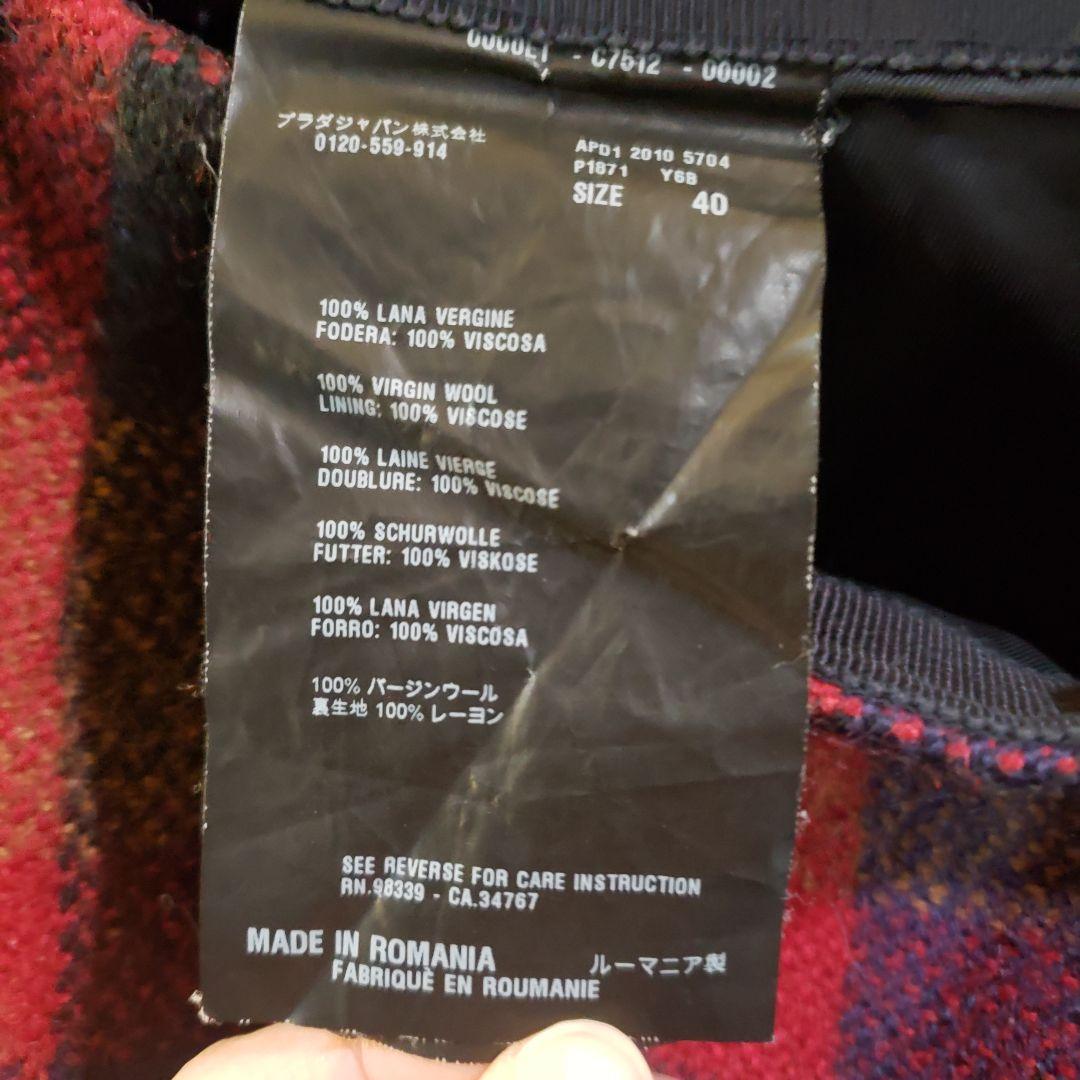 - C7512 - 00002
プラダジャパン株式会社
0120-559-914
APD1 2010 5704
P1871 Y6B
SIZE 40
100% LANA VERGINE
FODERA: 100% VISCOSA
100% VIRGIN WOOL
LINING: 100% VISCOSE
100% LAINE VIERGE
DOUBLURE: 100% VISCOSE
100% SCHURWOLLE
FUTTER: 100% VISKOSE
100% LANA VIRGEN
FORRO: 100% VISCOSA
100% バージンウール
裏生地 100% レーヨン
SEE REVERSE FOR CARE INSTRUCTION
RN.98339 - CA.34767
MADE IN ROMANIA
FABRIQUÈ EN ROUMANIE
ルーマニア製